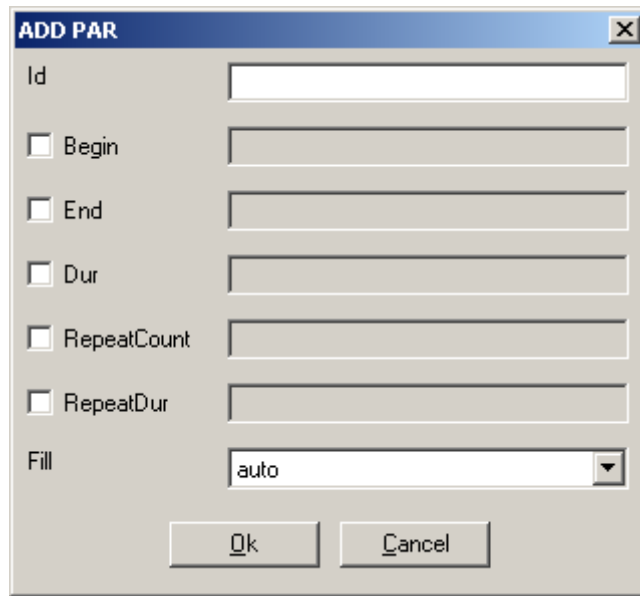 ADD PAR
Id
Begin
End
Dur
RepeatCount
RepeatDur
Fill auto
Ok Cancel